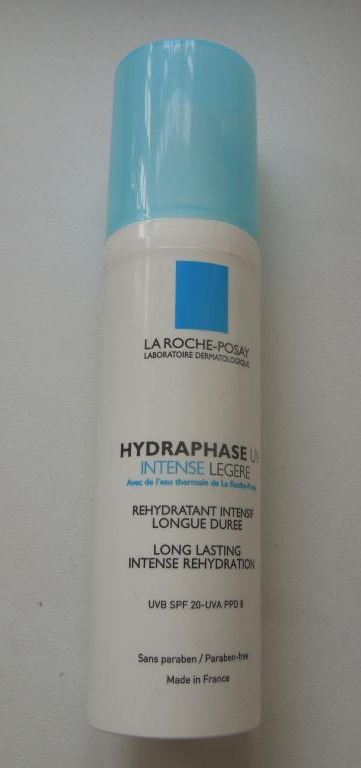 LA ROCHE-POSAY
LABORATOIRE DERMATOLOGIQUE
HYDRAPHASE UV
INTENSE LEGERE
Avec de l'eau thermale de La Roche-Posay
REHYDRATANT INTENSIF
LONGUE DUREE
LONG LASTING
INTENSE REHYDRATION
UVB SPF 20-UVA PPD 8
Sans paraben / Paraben-free
Made in France